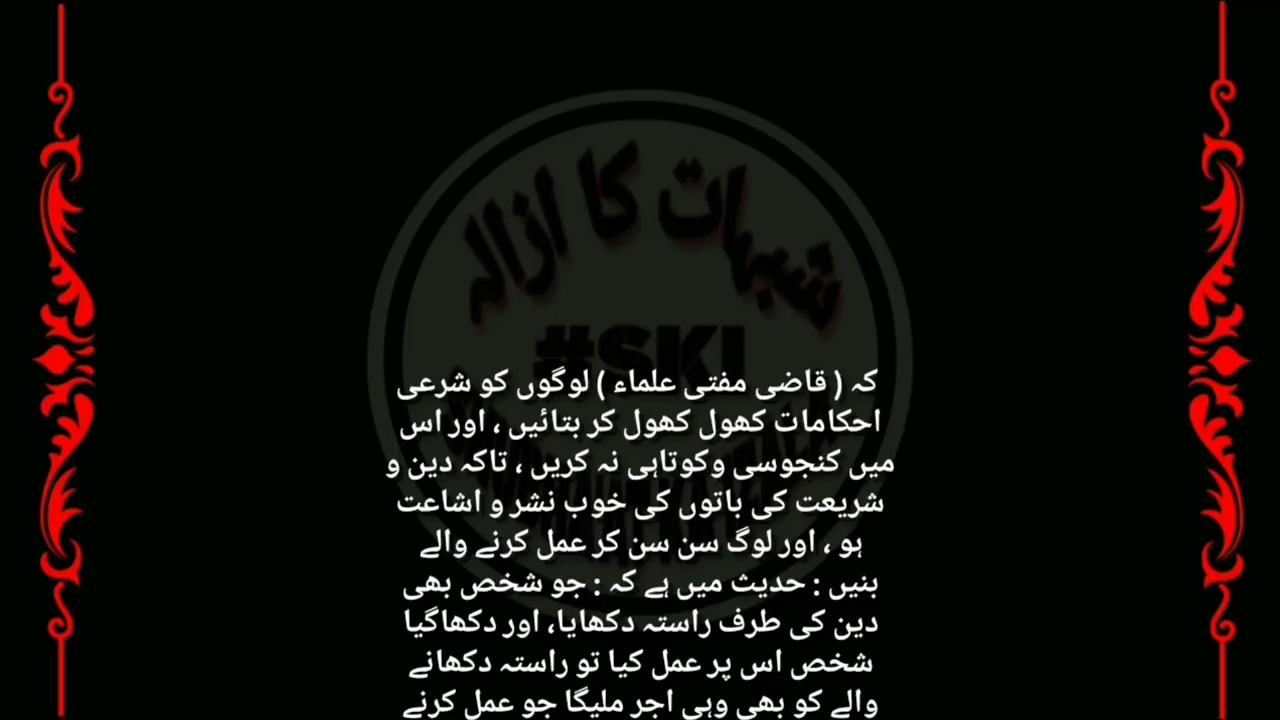 شبہات کا ازالہ
#SKI
کہ ( قاضی مفتی علماء ) لوگوں کو شرعی
احکامات کھول کھول کر بتائیں ، اور اس
میں کنجوسی وکوتاہی نہ کریں ، تاکہ دین و
شریعت کی باتوں کی خوب نشر و اشاعت
ہو ، اور لوگ سن سن کر عمل کرنے والے
بنیں : حدیث میں ہے کہ : جو شخص بھی
دین کی طرف راستہ دکھایا، اور دکھاگیا
شخص اس پر عمل کیا تو راستہ دکھانے
والے کو بھی وہی اجر ملیگا جو عمل کرنے